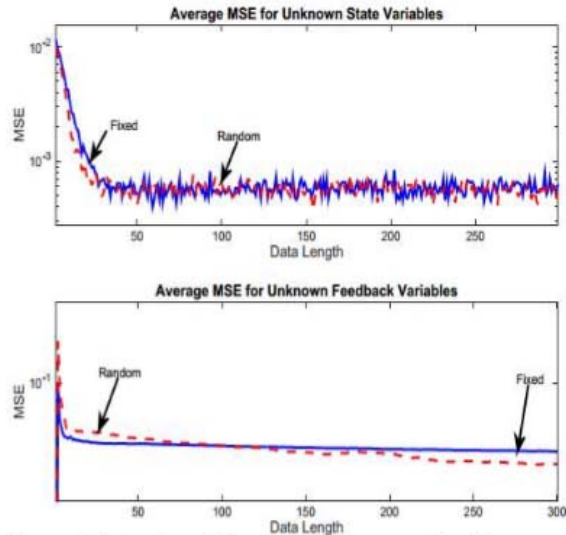 Average MSE for Unknown State Variables
10⁻²
Fixed
Random
MSE
10⁻³
50 100 150 200 250
Data Length
Average MSE for Unknown Feedback Variables
Random
Fixed
10⁻¹
MSE
50 100 150 200 250 300
Data Length